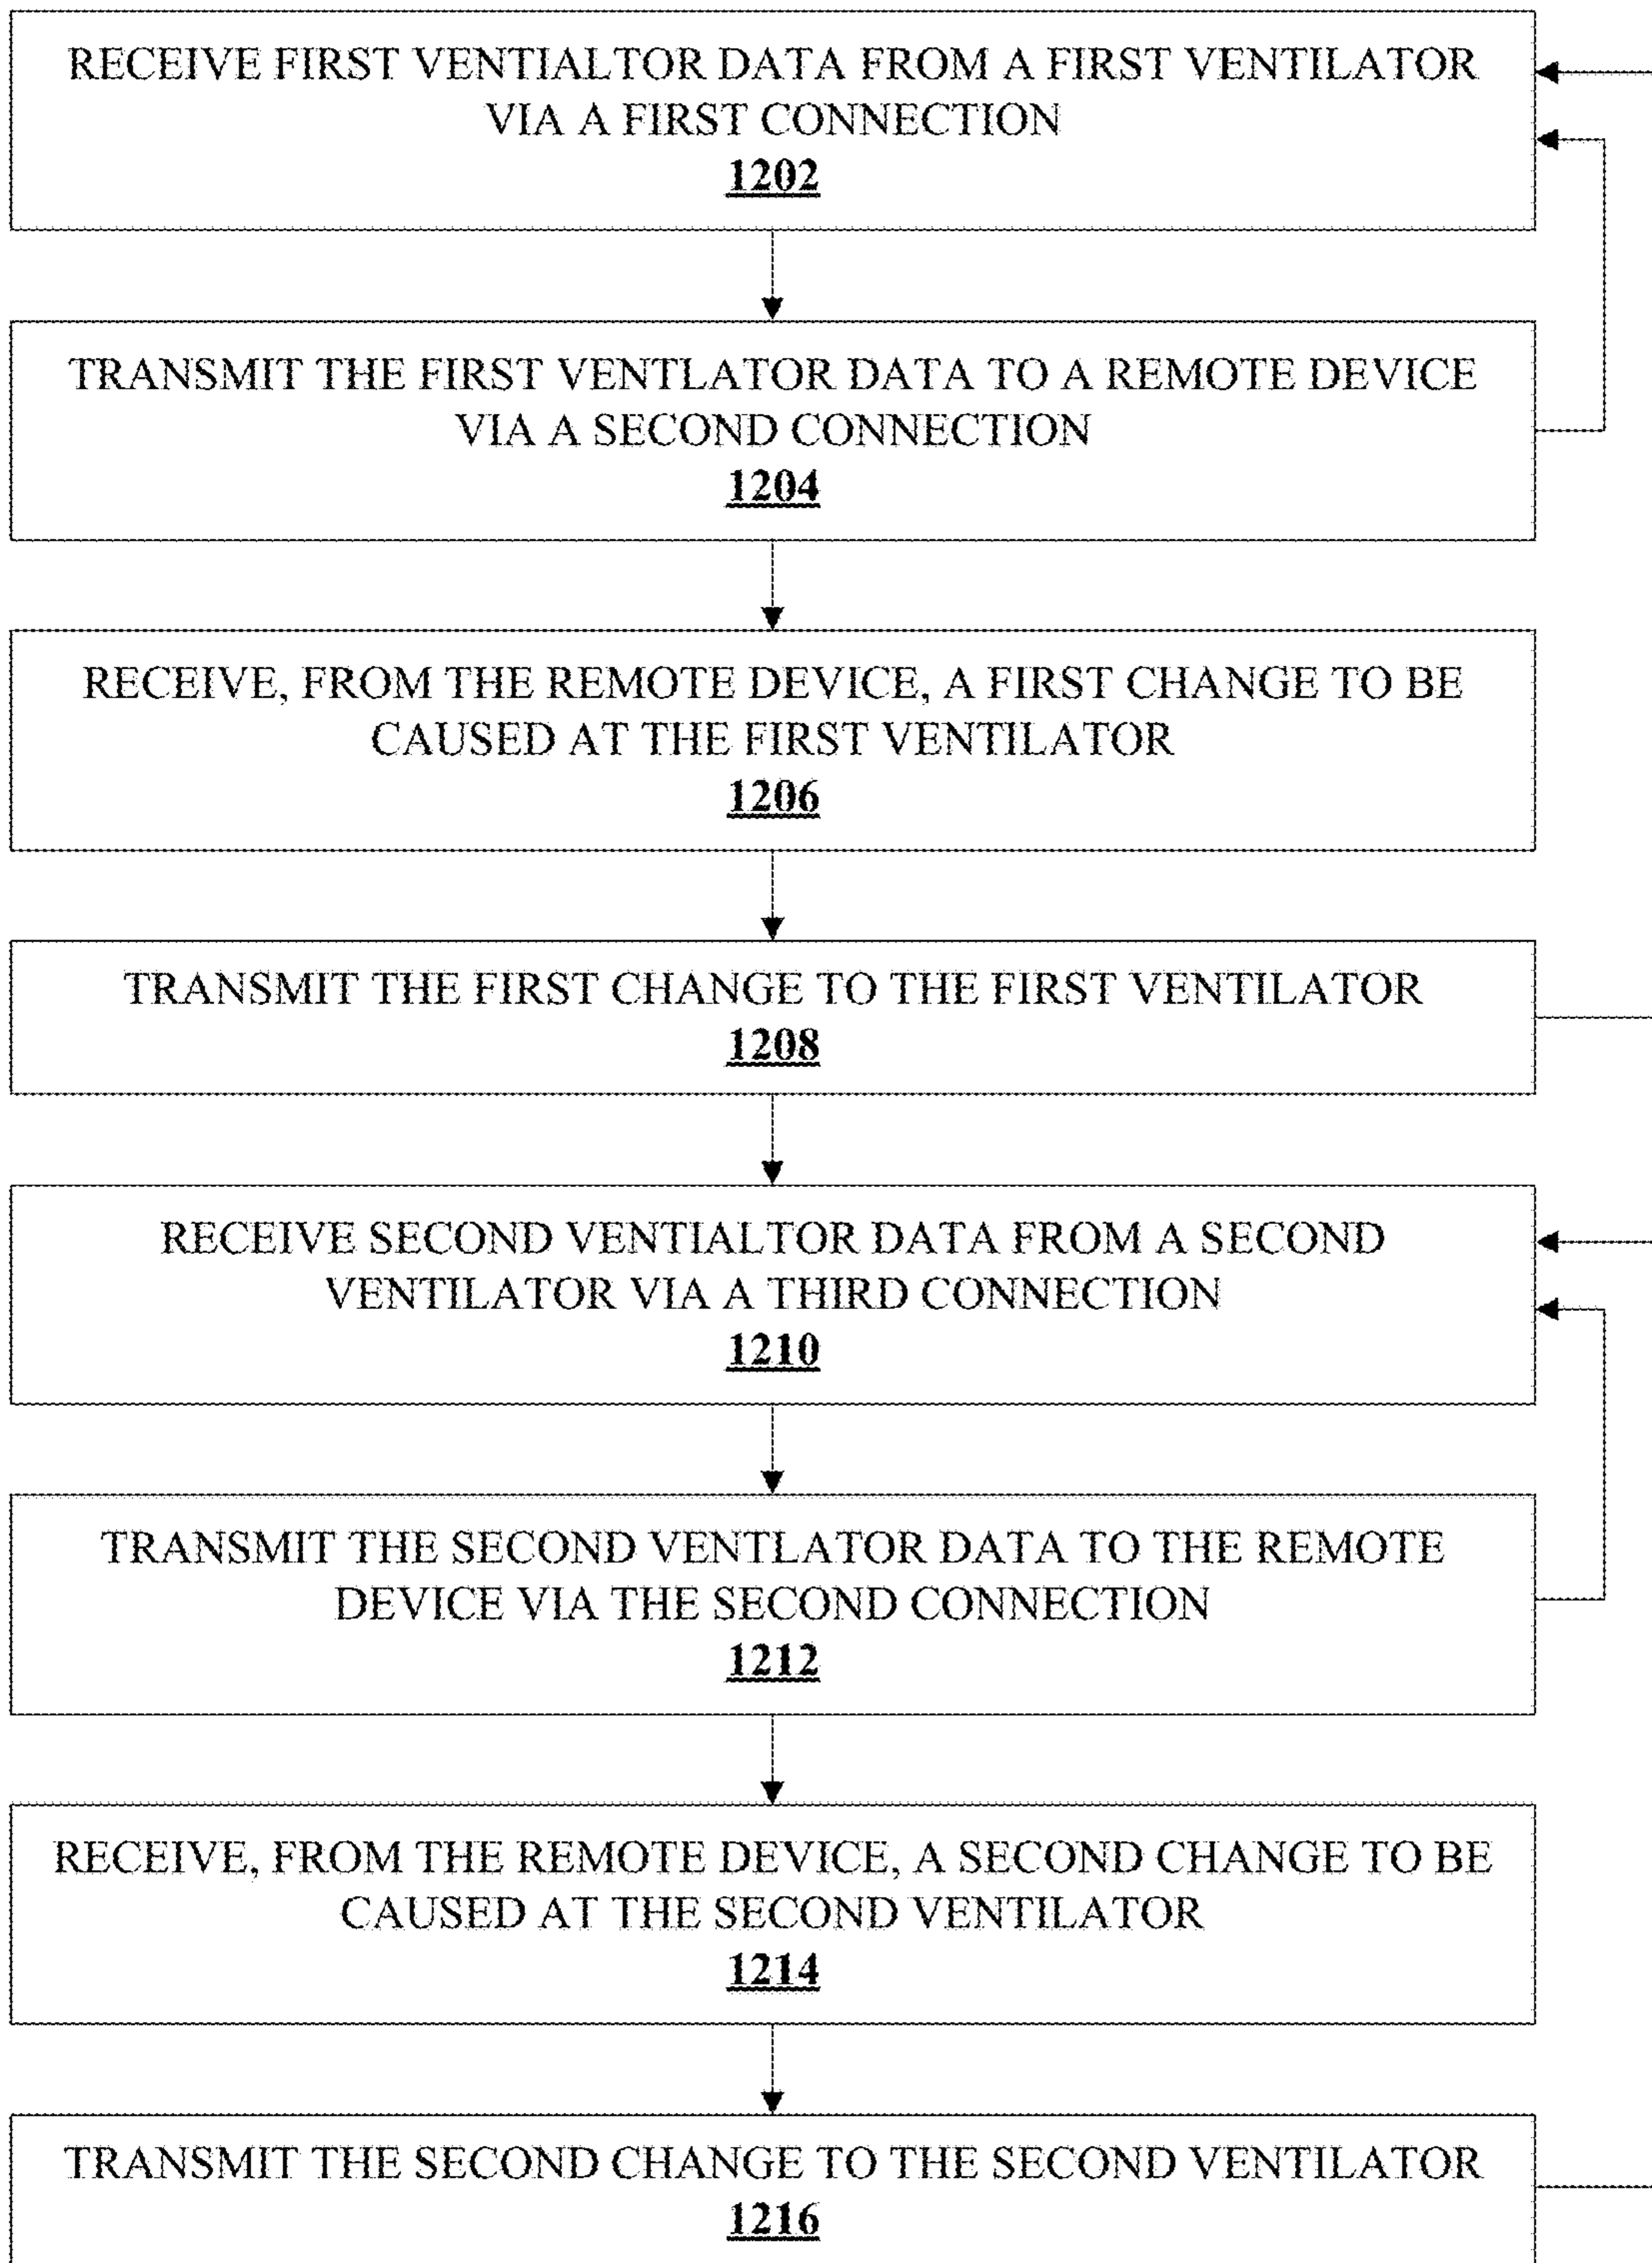 RECEIVE FIRST VENTIALTOR DATA FROM A FIRST VENTILATOR
VIA A FIRST CONNECTION
1202
TRANSMIT THE FIRST VENTLATOR DATA TO A REMOTE DEVICE
VIA A SECOND CONNECTION
1204
RECEIVE, FROM THE REMOTE DEVICE, A FIRST CHANGE TO BE
CAUSED AT THE FIRST VENTILATOR
1206
TRANSMIT THE FIRST CHANGE TO THE FIRST VENTILATOR
1208
RECEIVE SECOND VENTIALTOR DATA FROM A SECOND
VENTILATOR VIA A THIRD CONNECTION
1210
TRANSMIT THE SECOND VENTLATOR DATA TO THE REMOTE
DEVICE VIA THE SECOND CONNECTION
1212
RECEIVE, FROM THE REMOTE DEVICE, A SECOND CHANGE TO BE
CAUSED AT THE SECOND VENTILATOR
1214
TRANSMIT THE SECOND CHANGE TO THE SECOND VENTILATOR
1216